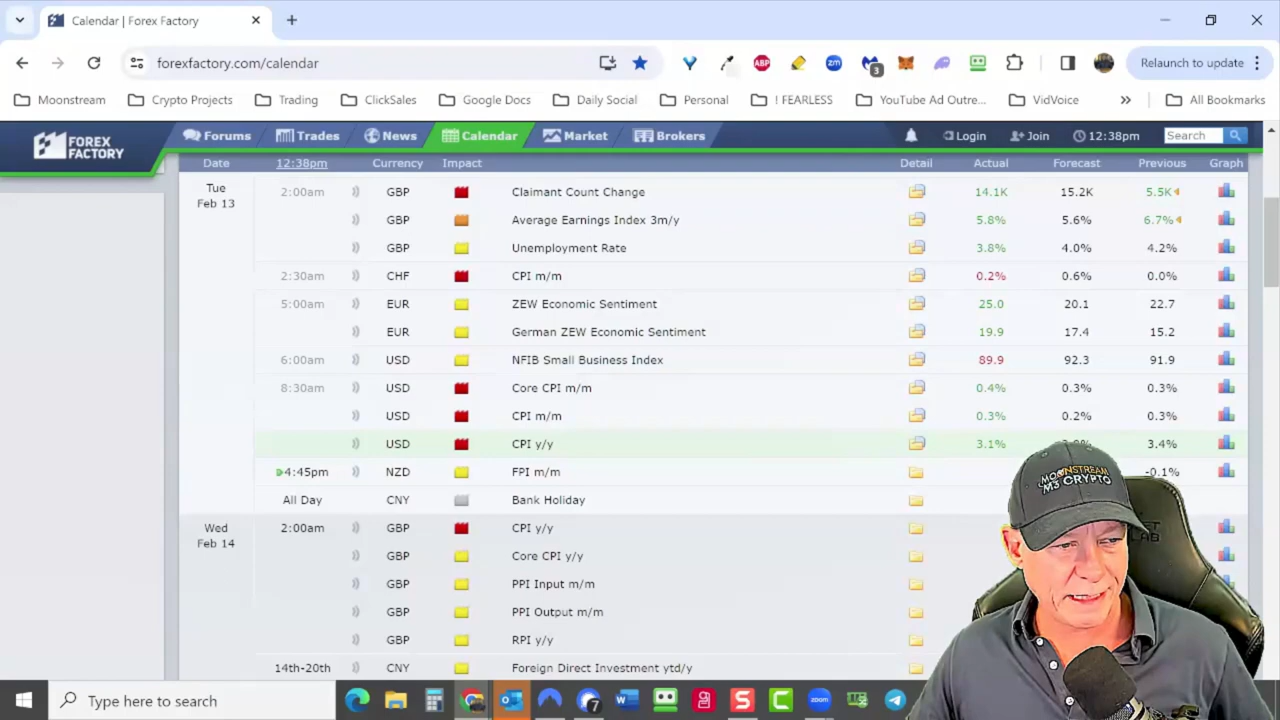 Calendar | Forex Factory
forexfactory.com/calendar
ABP
zm
3
Relaunch to update
Moonstream
Crypto Projects
Trading
ClickSales
Google Docs
Daily Social
Personal
! FEARLESS
YouTube Ad Outre...
VidVoice
All Bookmarks
FOREX FACTORY
Forums
Trades
News
Calendar
Market
Brokers
Login
Join
12:38pm
Search
Date 12:38pm Currency Impact Detail Actual Forecast Previous Graph
Tue Feb 13 2:00am GBP Claimant Count Change 14.1K 15.2K 5.5K
GBP Average Earnings Index 3m/y 5.8% 5.6% 6.7%
GBP Unemployment Rate 3.8% 4.0% 4.2%
2:30am CHF CPI m/m 0.2% 0.6% 0.0%
5:00am EUR ZEW Economic Sentiment 25.0 20.1 22.7
EUR German ZEW Economic Sentiment 19.9 17.4 15.2
6:00am USD NFIB Small Business Index 89.9 92.3 91.9
8:30am USD Core CPI m/m 0.4% 0.3% 0.3%
USD CPI m/m 0.3% 0.2% 0.3%
USD CPI y/y 3.1% 3.4%
4:45pm NZD FPI m/m -0.1%
All Day CNY Bank Holiday
Wed Feb 14 2:00am GBP CPI y/y
GBP Core CPI y/y
GBP PPI Input m/m
GBP PPI Output m/m
GBP RPI y/y
14th-20th CNY Foreign Direct Investment ytd/y
MOONSTREAM
M3 CRYPTO
LAB
Type here to search
7
zoom